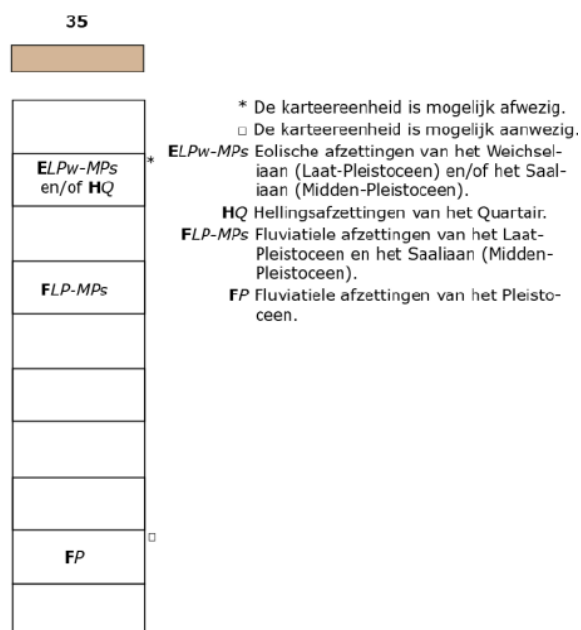 35
* De karteereenheid is mogelijk afwezig.
□ De karteereenheid is mogelijk aanwezig.
ELPw-MPs Eolische afzettingen van het Weichsel-
iaan (Laat-Pleistoceen) en/of het Saal-
iaan (Midden-Pleistoceen).
HQ Hellingsafzettingen van het Quartair.
FLP-MPs Fluviatiele afzettingen van het Laat-
Pleistoceen en het Saaliaan (Midden-
Pleistoceen).
FP Fluviatiele afzettingen van het Pleisto-
ceen.
ELPw-MPs *
en/of HQ
FLP-MPs
FP □